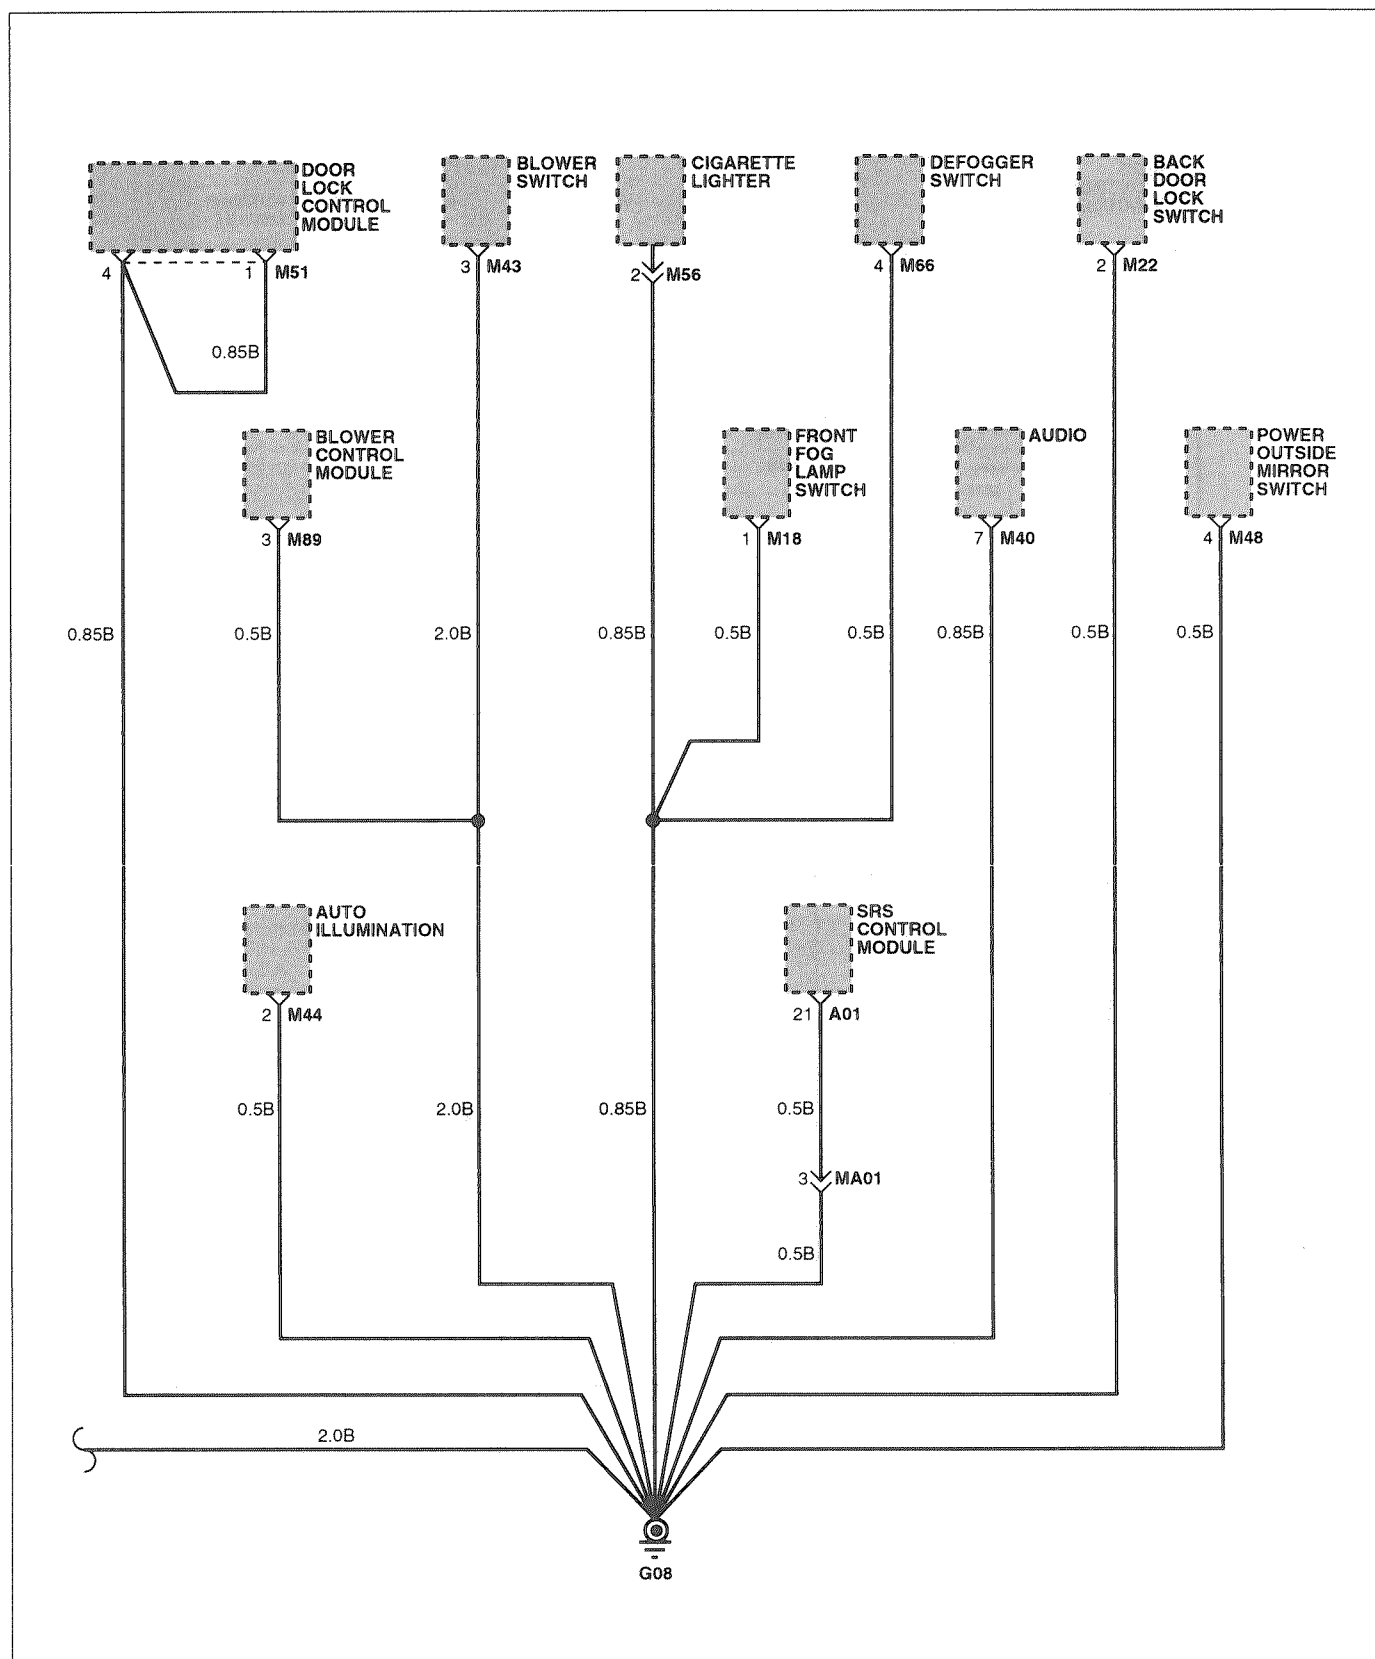 DOOR
LOCK
CONTROL
MODULE
4
1 M51
0.85B
BLOWER
SWITCH
3 M43
CIGARETTE
LIGHTER
2 M56
DEFOGGER
SWITCH
4 M66
BACK
DOOR
LOCK
SWITCH
2 M22
BLOWER
CONTROL
MODULE
3 M89
FRONT
FOG
LAMP
SWITCH
1 M18
AUDIO
7 M40
POWER
OUTSIDE
MIRROR
SWITCH
4 M48
0.85B
0.5B
2.0B
0.85B
0.5B
0.5B
0.85B
0.5B
0.5B
AUTO
ILLUMINATION
2 M44
SRS
CONTROL
MODULE
21 A01
0.5B
2.0B
0.85B
0.5B
3 MA01
0.5B
2.0B
G08